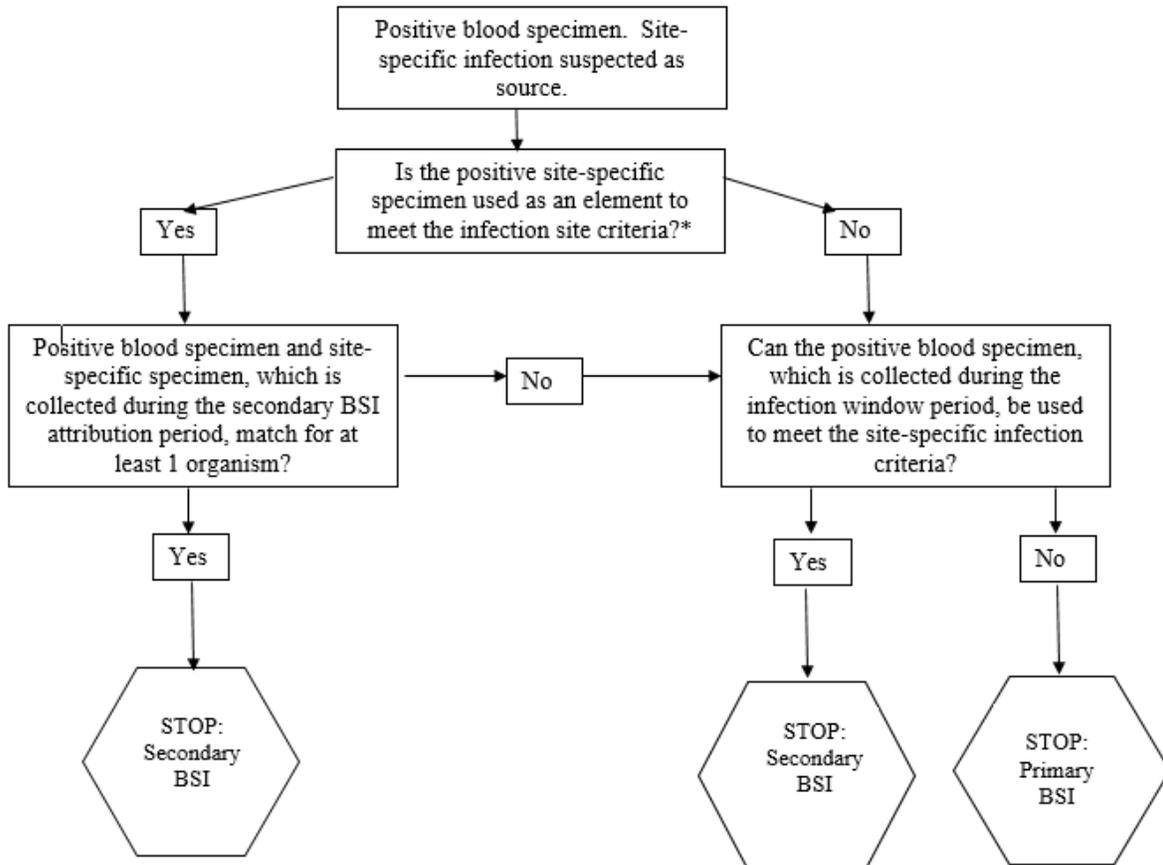 Positive blood specimen.  Site-
specific infection suspected as
source.
Is the positive site-specific
specimen used as an element to
meet the infection site criteria?*
Yes
No
Positive blood specimen and site-
specific specimen, which is
collected during the secondary BSI
attribution period, match for at
least 1 organism?
No
Can the positive blood specimen,
which is collected during the
infection window period, be used
to meet the site-specific infection
criteria?
Yes
Yes
No
STOP:
Secondary
BSI
STOP:
Secondary
BSI
STOP:
Primary
BSI